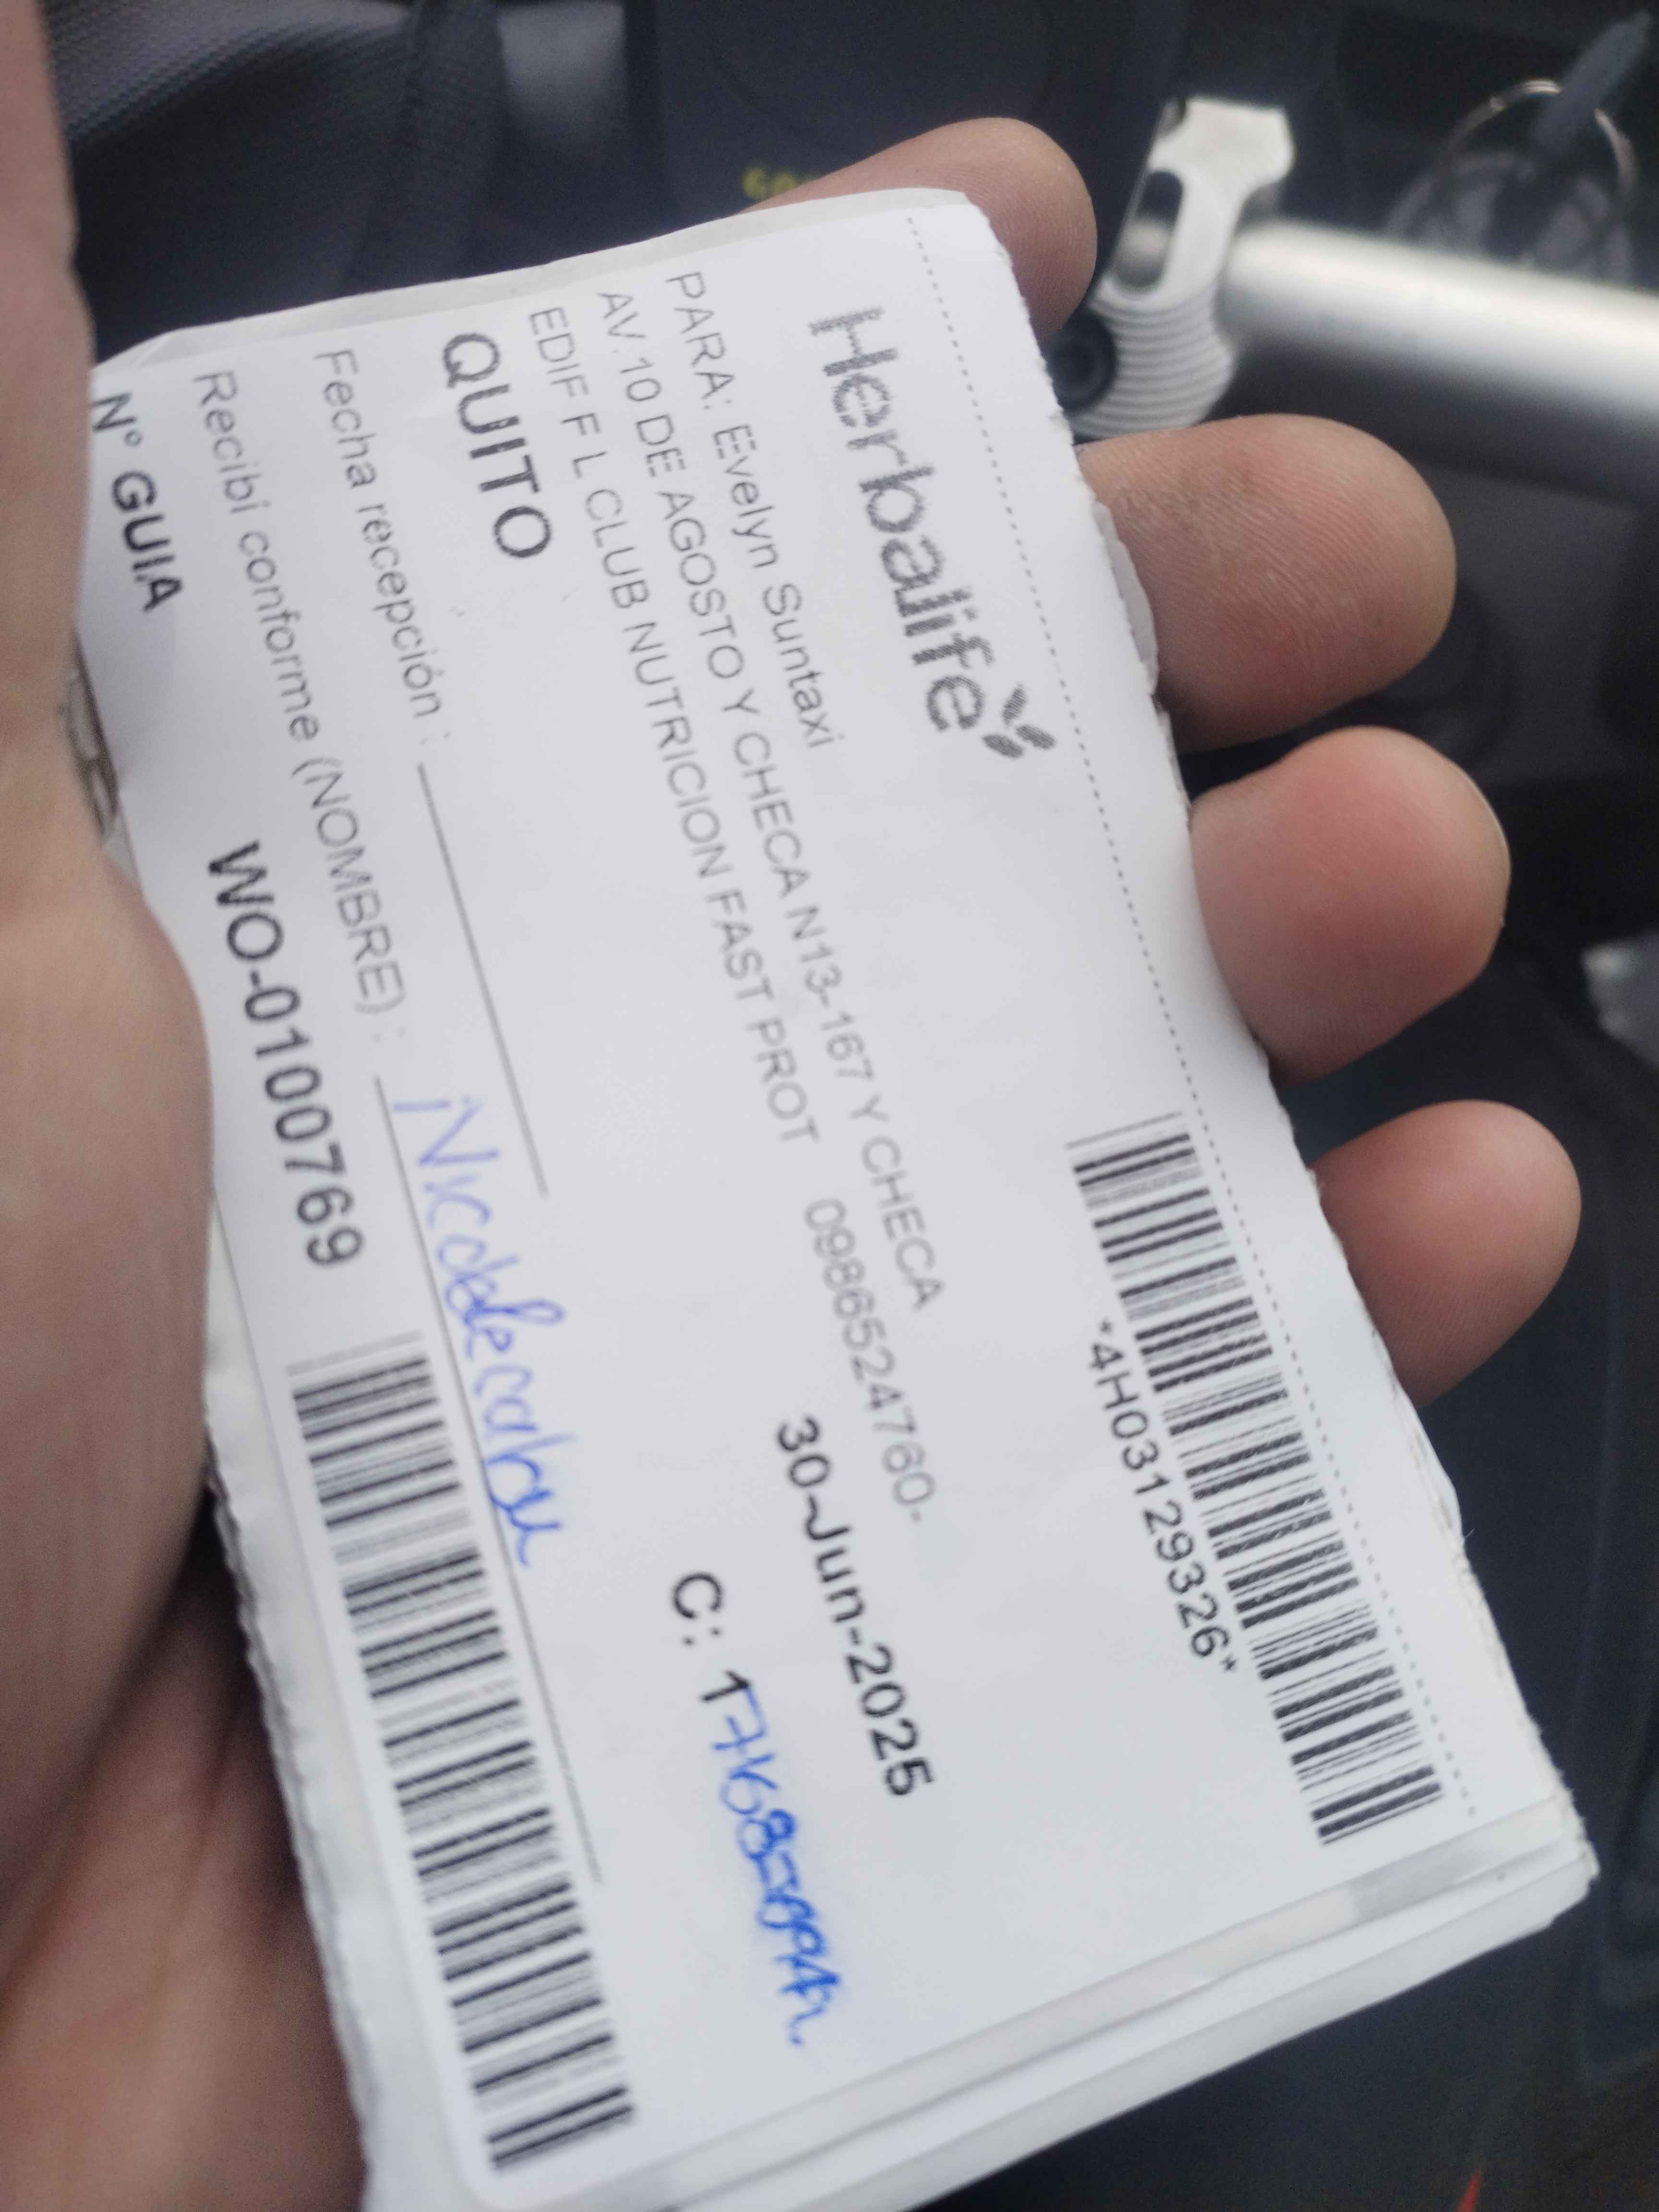 Herbalife
*4H03129326*
PARA: Evelyn Suntaxi
AV.10 DE AGOSTO Y CHECA N13-167 Y CHECA
EDIF F L CLUB NUTRICION FAST PROT 0986524760-
QUITO
30-Jun-2025
Fecha recepción :
C: 1
Recibí conforme (NOMBRE) :
N° GUIA WO-0100769